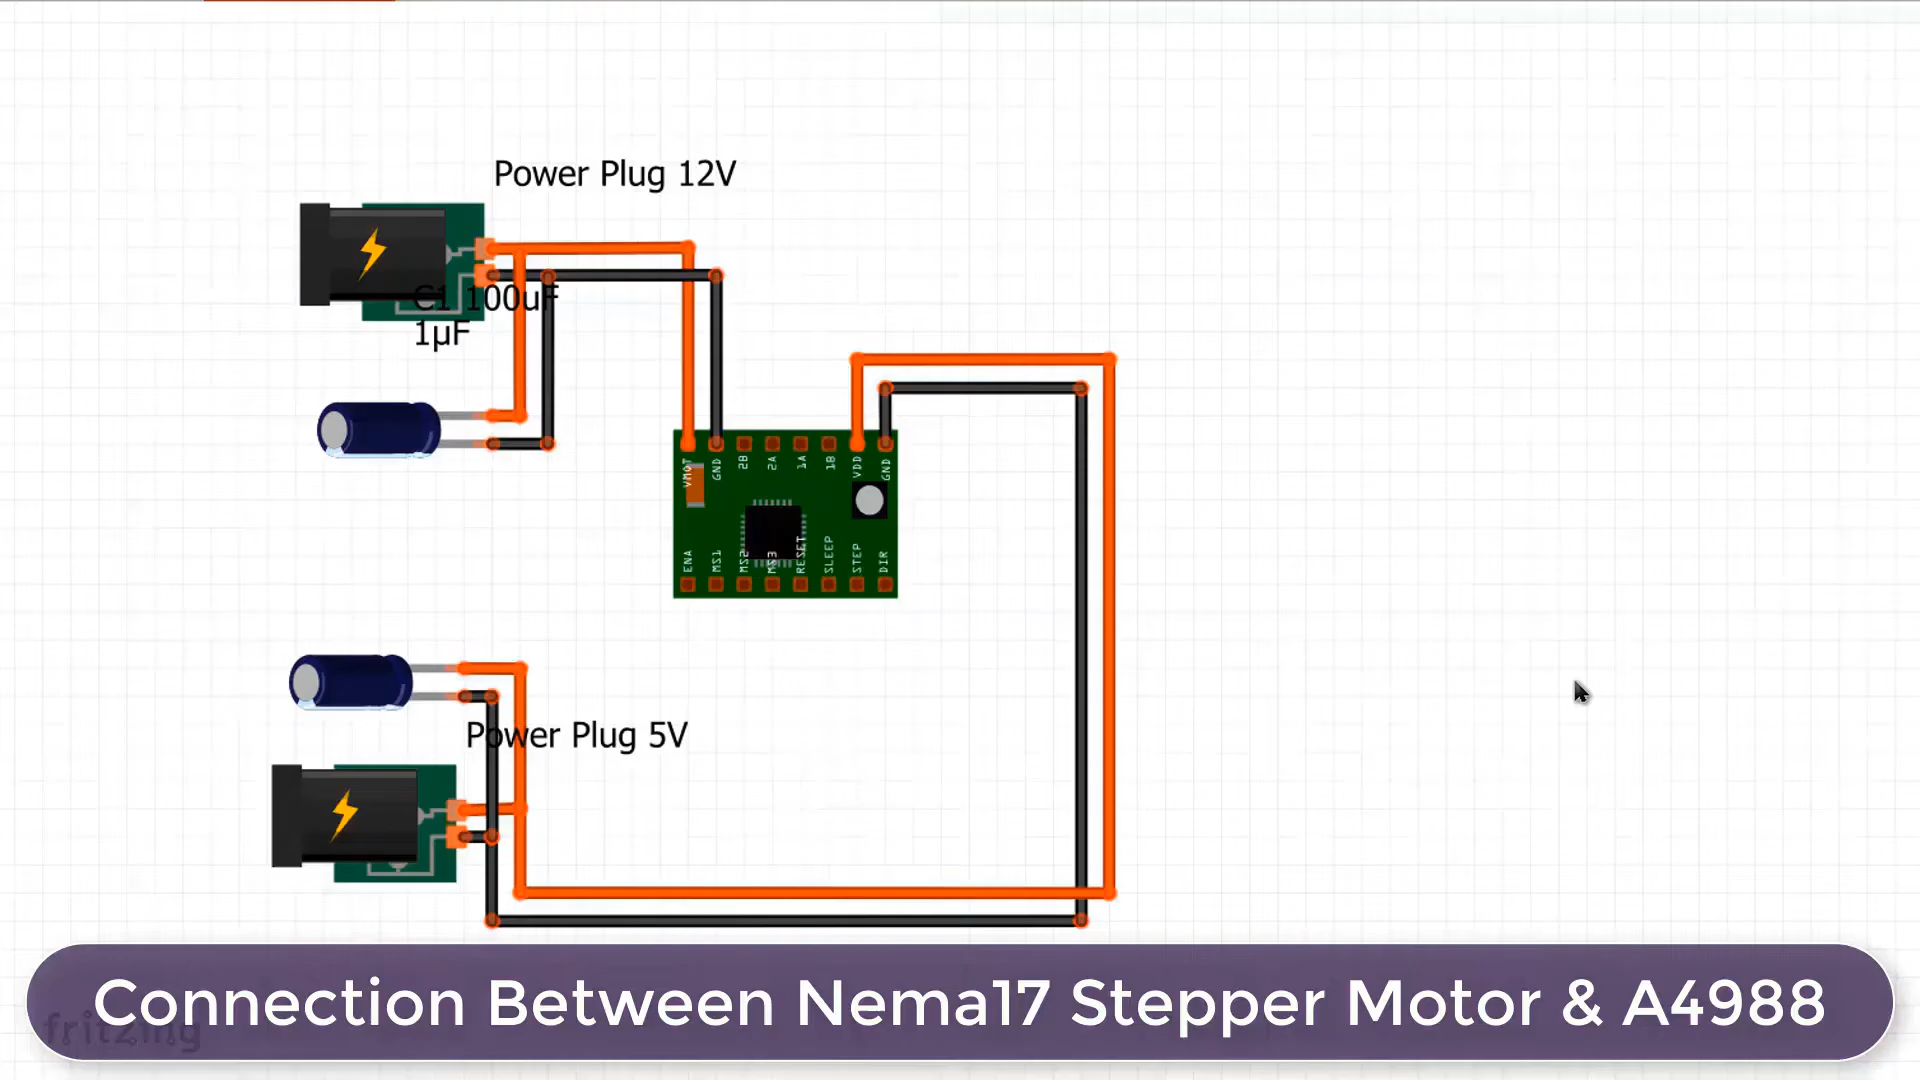 Power Plug 12V
C1 100uF
1µF
VMOT GND 2B 2A 1A 1B VDD GND
ENA MS1 MS2 MS3 RESET SLEEP STEP DIR
Power Plug 5V
Connection Between Nema17 Stepper Motor & A4988
fritzing